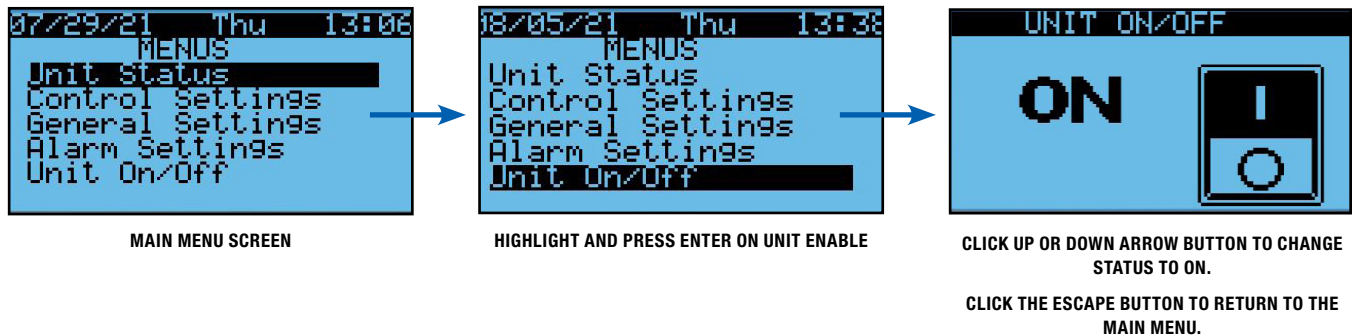 07/29/21 Thu 13:06
MENUS
Unit Status
Control Settings
General Settings
Alarm Settings
Unit On/Off
MAIN MENU SCREEN
08/05/21 Thu 13:38
MENUS
Unit Status
Control Settings
General Settings
Alarm Settings
Unit On/Off
HIGHLIGHT AND PRESS ENTER ON UNIT ENABLE
UNIT ON/OFF
ON
I
O
CLICK UP OR DOWN ARROW BUTTON TO CHANGE
STATUS TO ON.
CLICK THE ESCAPE BUTTON TO RETURN TO THE
MAIN MENU.